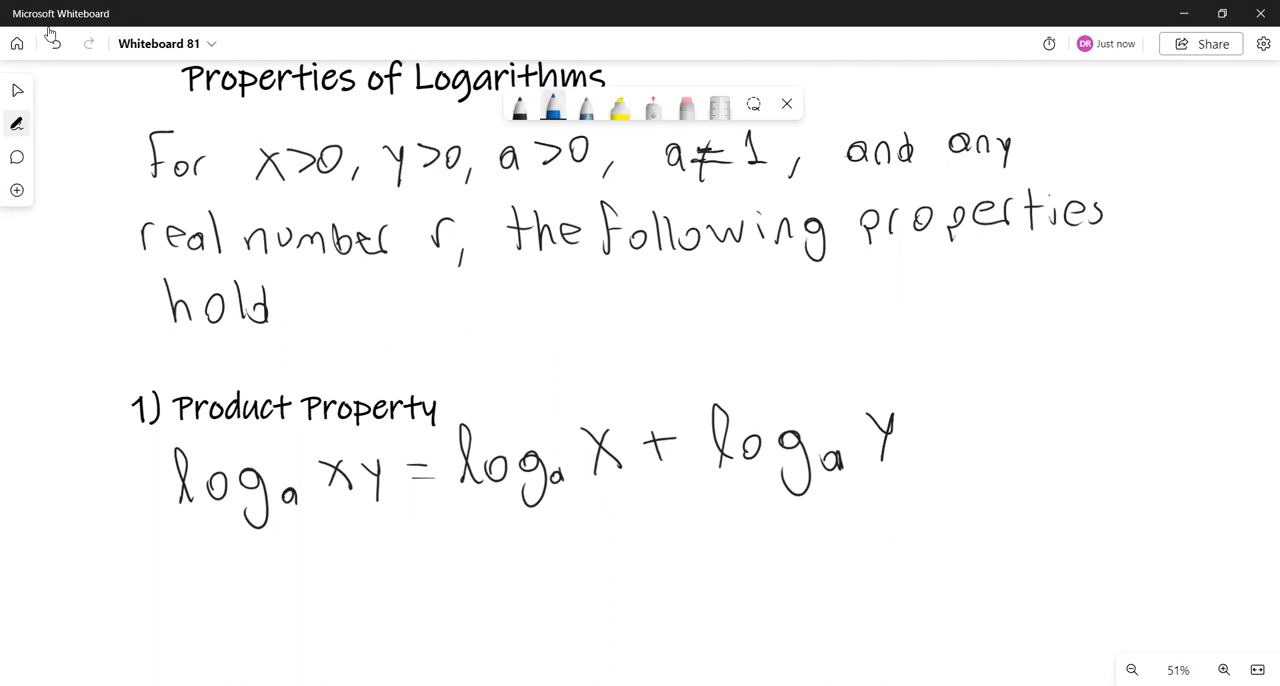 Microsoft Whiteboard
Whiteboard 81
DR Just now
Share
Properties of Logarithms
For x>0, y>0, a>0, a≠1, and any
real number r, the following properties
hold
1) Product Property
logₐ xy = logₐ x + logₐ y
51%